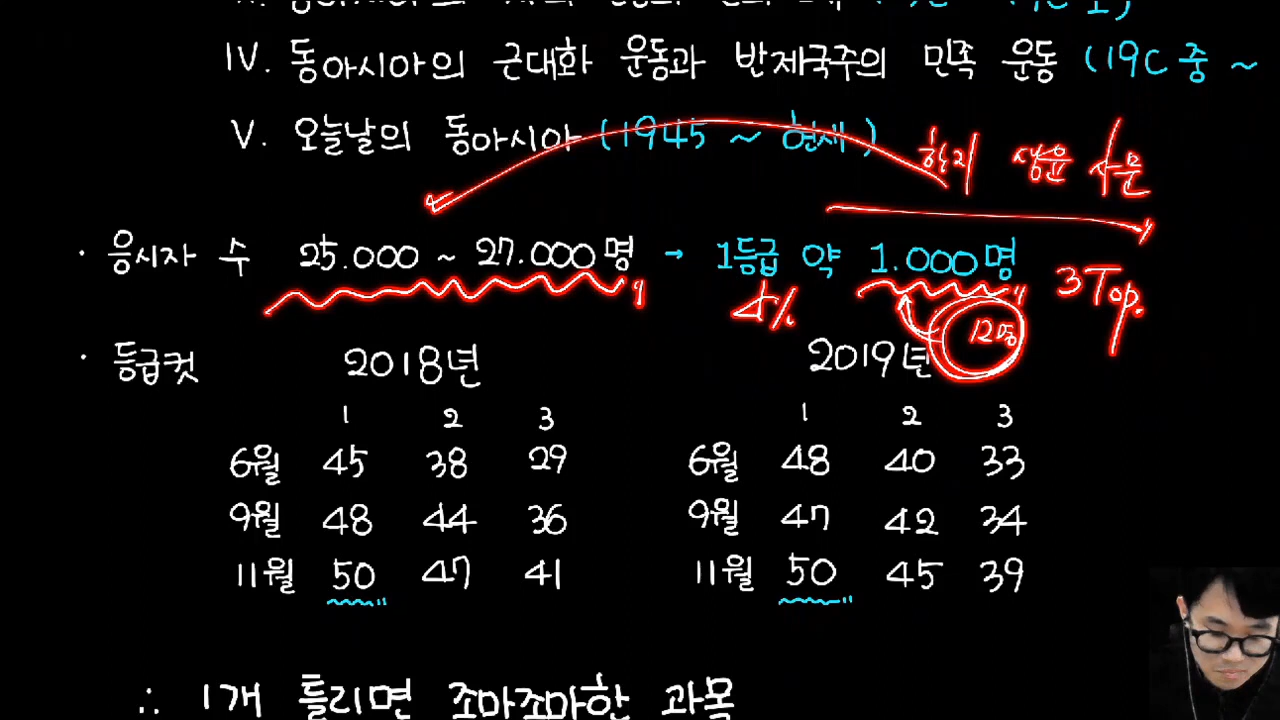 IV. 동아시아의 근대화 운동과 반제국주의 민족 운동 (19C 중 ~
V. 오늘날의 동아시아 (1945 ~ 현재)
한지 생윤 사문
· 응시자 수 25.000 ~ 27.000명 → 1등급 약 1.000명
4% 3Top.
12명
· 등급컷 2018년 2019년
1 2 3 1 2 3
6월 45 38 29 6월 48 40 33
9월 48 44 36 9월 47 42 34
11월 50 47 41 11월 50 45 39
∴ 1개 틀리면 조마조마한 과목